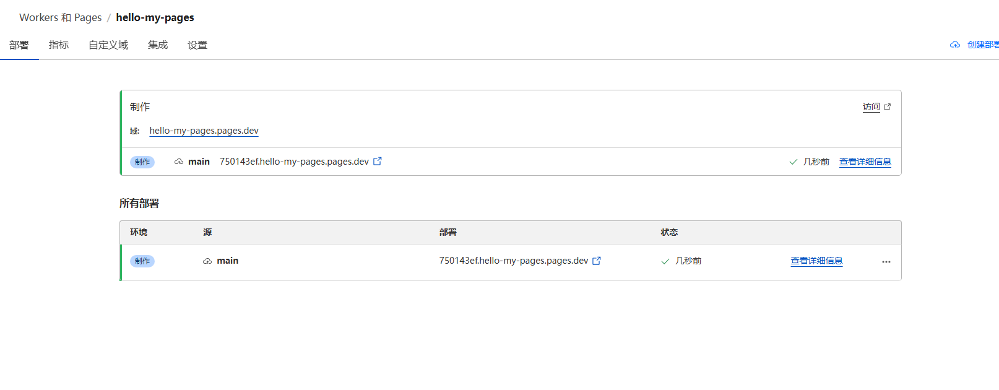 Workers 和 Pages / hello-my-pages
部署 指标 自定义域 集成 设置 创建部署
制作 访问
域: hello-my-pages.pages.dev
制作 main 750143ef.hello-my-pages.pages.dev 几秒前 查看详细信息
所有部署
环境 源 部署 状态
制作 main 750143ef.hello-my-pages.pages.dev 几秒前 查看详细信息 ...